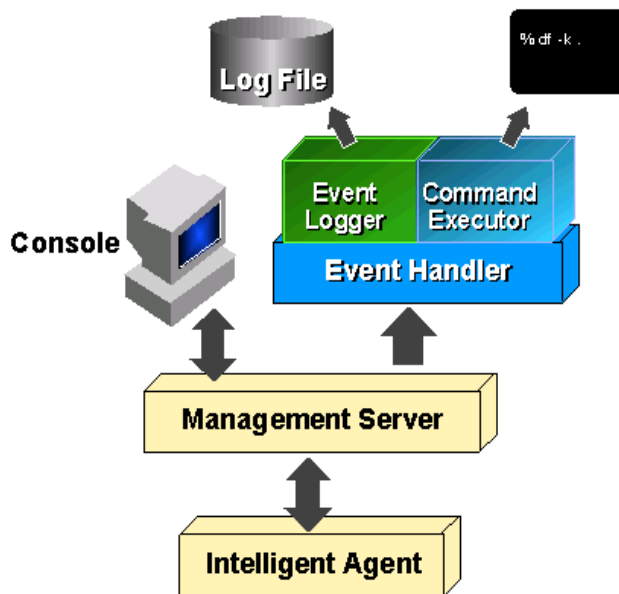 % df -k .
Log File
Event
Logger
Command
Executor
Console
Event Handler
Management Server
Intelligent Agent